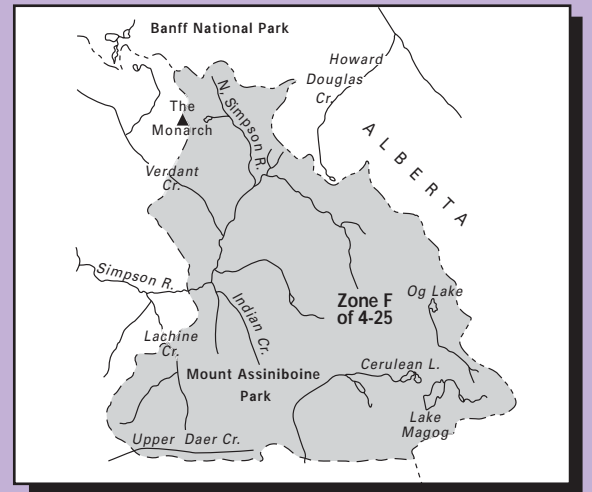 Banff National Park
Howard
Douglas
Cr.
The
Monarch
N. Simpson R.
ALBERTA
Verdant
Cr.
Simpson R.
Indian Cr.
Zone F
of 4-25
Og Lake
Lachine
Cr.
Cerulean L.
Mount Assiniboine
Park
Lake
Magog
Upper Daer Cr.